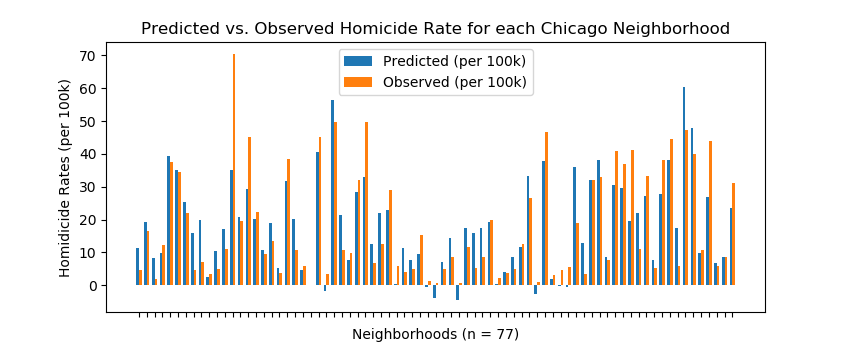 Predicted vs. Observed Homicide Rate for each Chicago Neighborhood
Predicted (per 100k)
Observed (per 100k)
Homidicide Rates (per 100k)
70
60
50
40
30
20
10
0
Neighborhoods (n = 77)